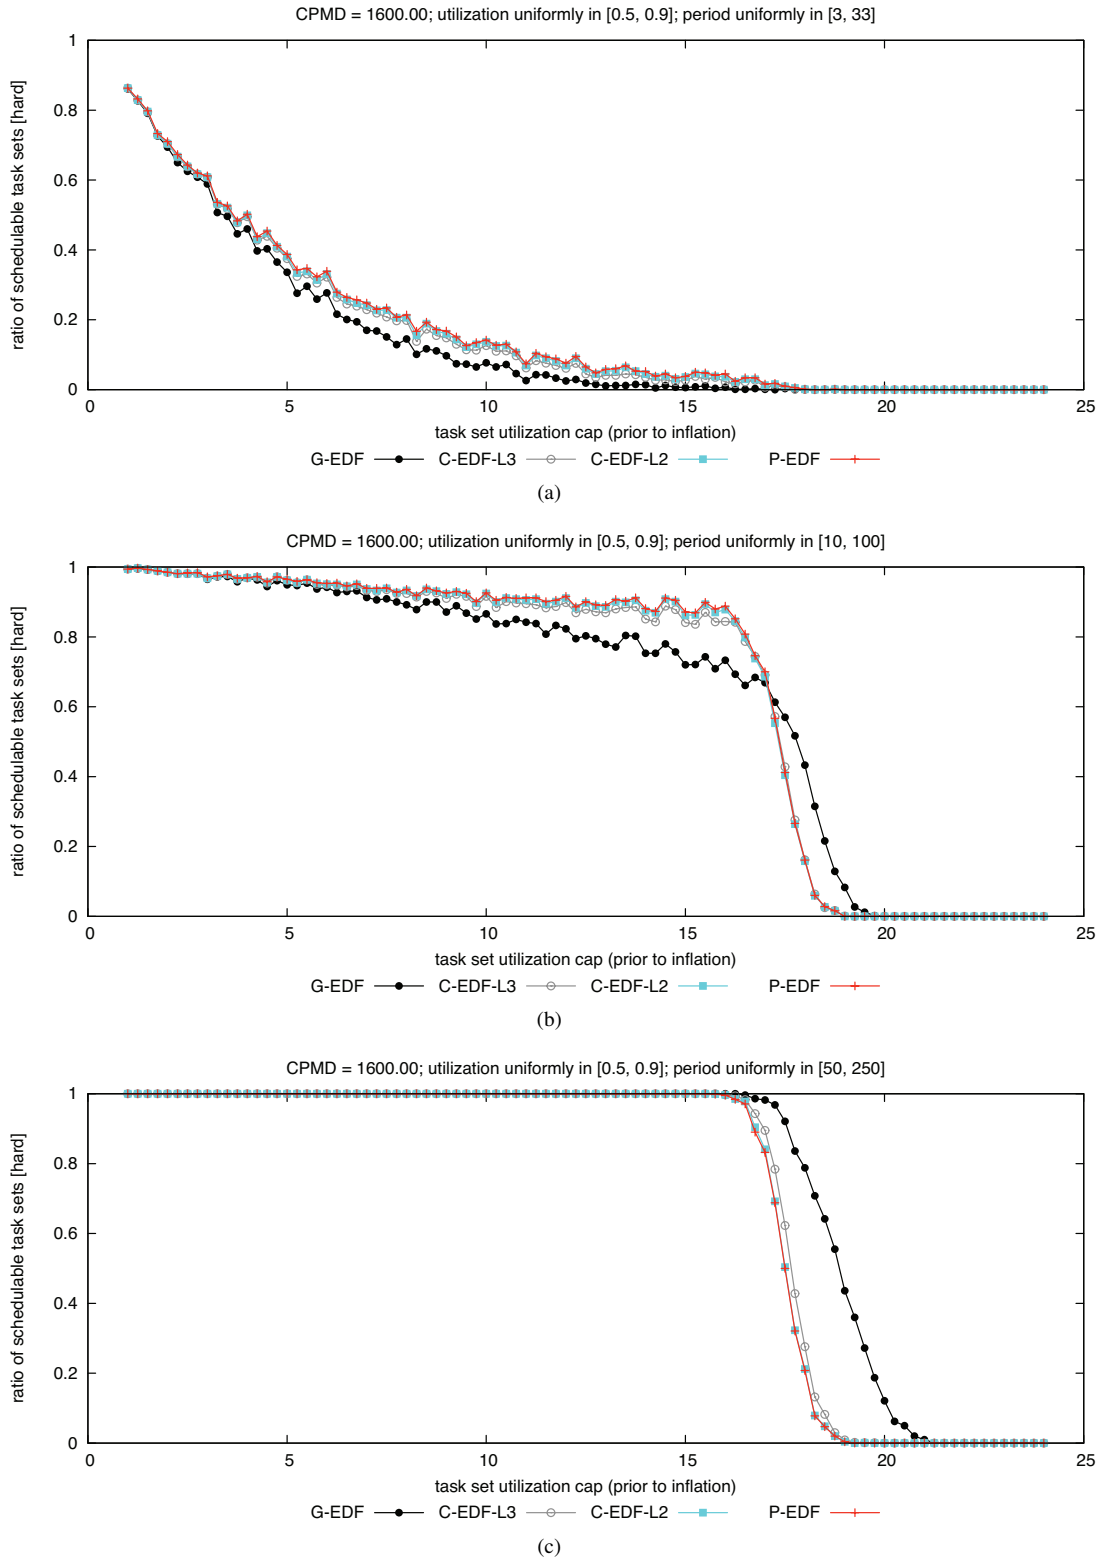 CPMD = 1600.00; utilization uniformly in [0.5, 0.9]; period uniformly in [3, 33]
1
0.8
0.6
0.4
0.2
0
ratio of schedulable task sets [hard]
0 5 10 15 20 25
task set utilization cap (prior to inflation)
G-EDF C-EDF-L3 C-EDF-L2 P-EDF
(a)
CPMD = 1600.00; utilization uniformly in [0.5, 0.9]; period uniformly in [10, 100]
1
0.8
0.6
0.4
0.2
0
ratio of schedulable task sets [hard]
0 5 10 15 20 25
task set utilization cap (prior to inflation)
G-EDF C-EDF-L3 C-EDF-L2 P-EDF
(b)
CPMD = 1600.00; utilization uniformly in [0.5, 0.9]; period uniformly in [50, 250]
1
0.8
0.6
0.4
0.2
0
ratio of schedulable task sets [hard]
0 5 10 15 20 25
task set utilization cap (prior to inflation)
G-EDF C-EDF-L3 C-EDF-L2 P-EDF
(c)